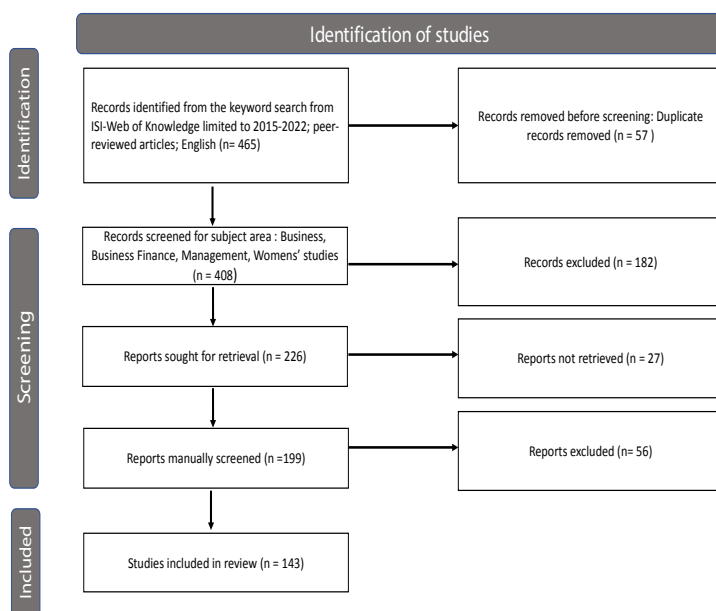 Identification of studies
Identification
Records identified from the keyword search from
ISI-Web of Knowledge limited to 2015-2022; peer-
reviewed articles; English (n= 465)
Records removed before screening: Duplicate
records removed (n = 57 )
Screening
Records screened for subject area : Business,
Business Finance, Management, Womens' studies
(n = 408)
Records excluded (n = 182)
Reports sought for retrieval (n = 226)
Reports not retrieved (n = 27)
Reports manually screened (n =199)
Reports excluded (n= 56)
Included
Studies included in review (n = 143)